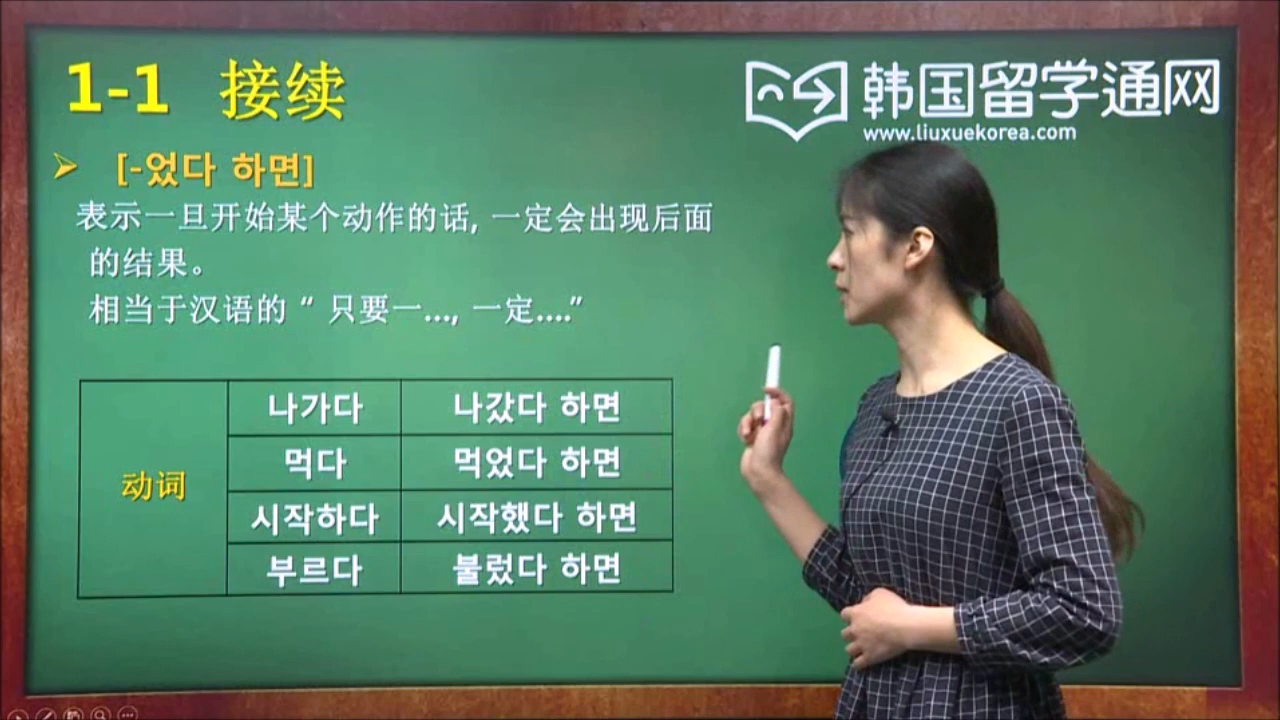 1-1 接续
韩国留学通网
www.liuxuekorea.com
[-었다 하면]
表示一旦开始某个动作的话, 一定会出现后面
的结果。
相当于汉语的 “ 只要一..., 一定....”
动词
나가다 나갔다 하면
먹다 먹었다 하면
시작하다 시작했다 하면
부르다 불렀다 하면